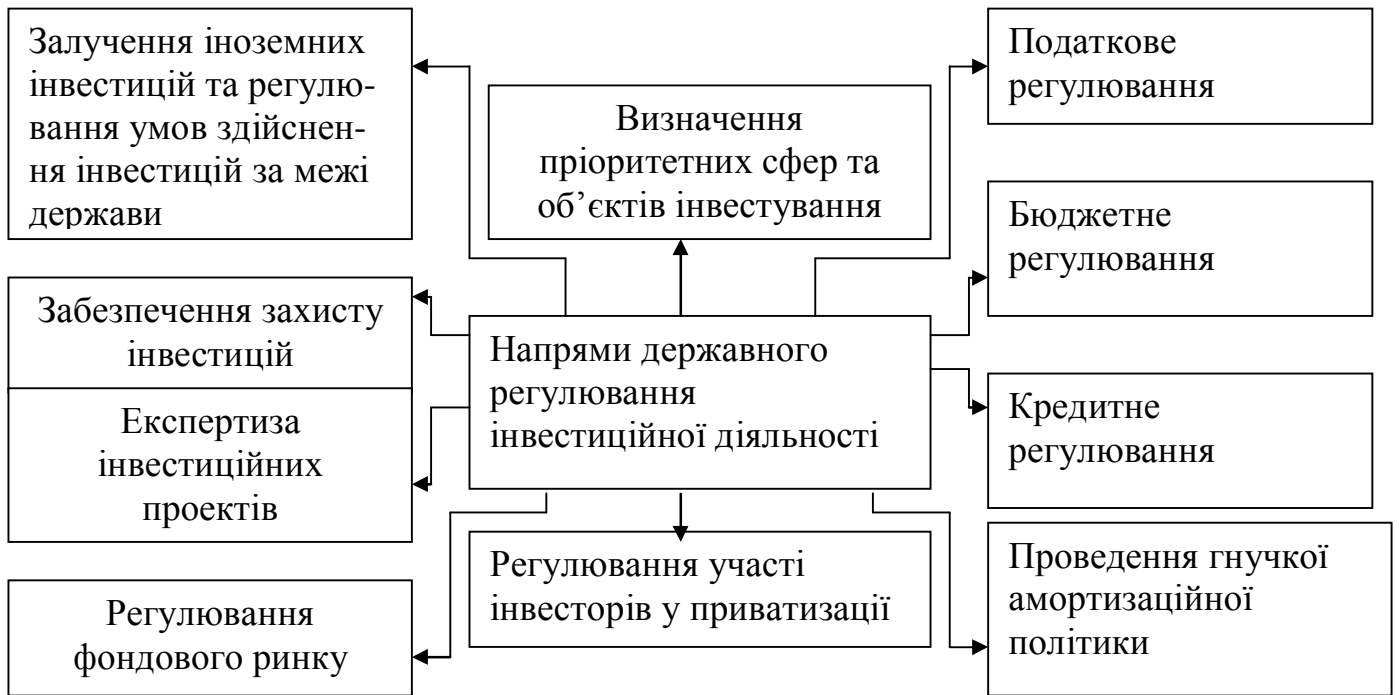 Залучення іноземних
інвестицій та регулю-
вання умов здійснен-
ня інвестицій за межі
держави
Визначення
пріоритетних сфер та
об’єктів інвестування
Податкове
регулювання
Бюджетне
регулювання
Забезпечення захисту
інвестицій
Напрями державного
регулювання
інвестиційної діяльності
Кредитне
регулювання
Експертиза
інвестиційних
проектів
Регулювання участі
інвесторів у приватизації
Проведення гнучкої
амортизаційної
політики
Регулювання
фондового ринку